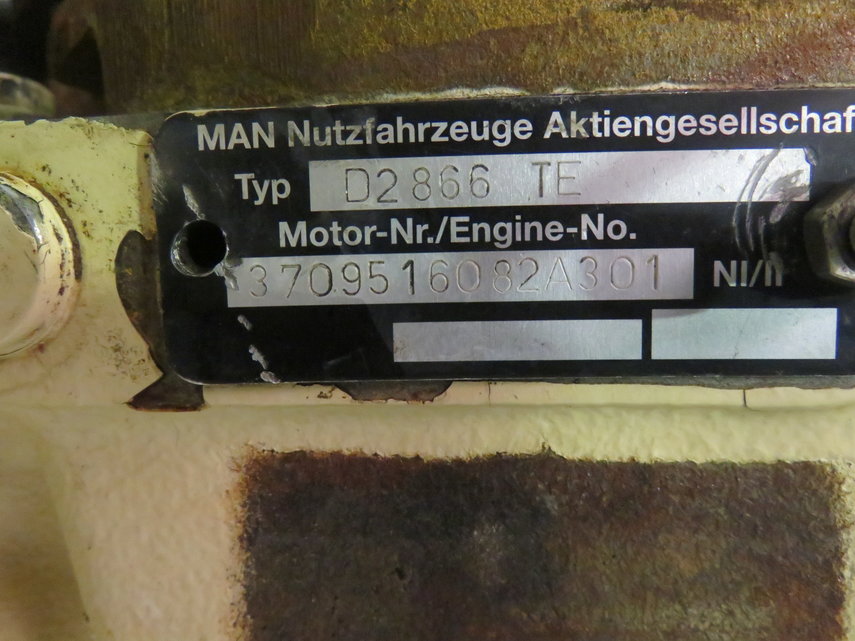 MAN Nutzfahrzeuge Aktiengesellschaf
Typ D2866 TE
Motor-Nr./Engine-No.
3709516082A301 NI/II